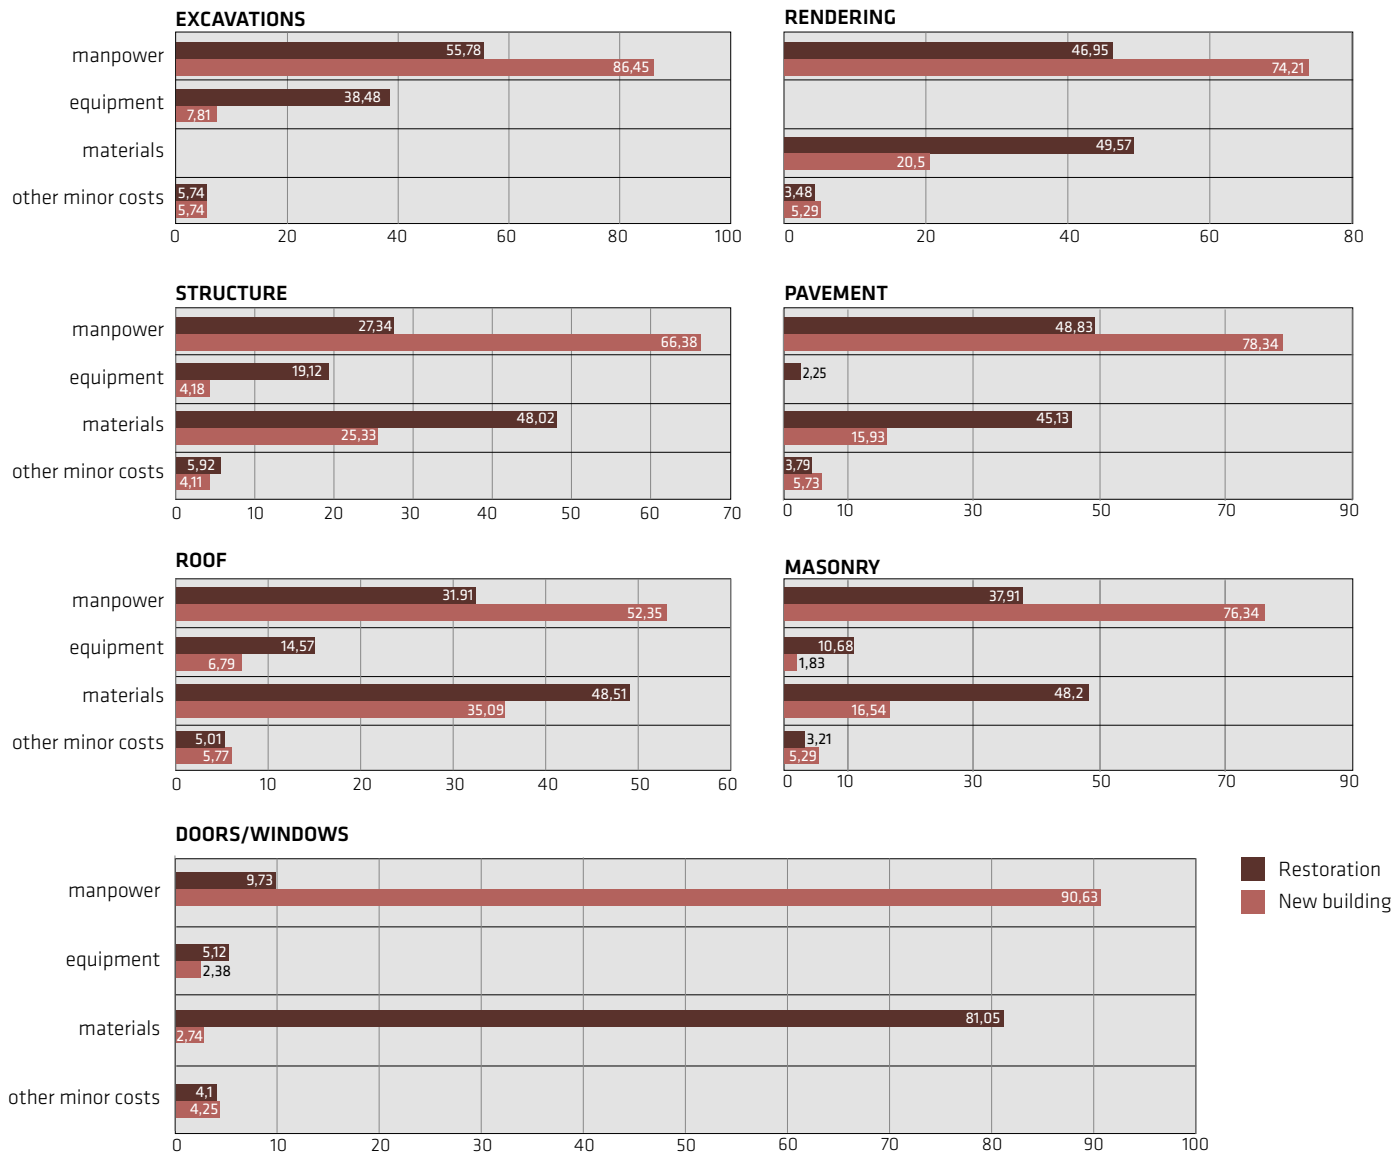 EXCAVATIONS
manpower
55,78
86,45
equipment
38,48
7,81
materials
other minor costs
5,74
5,74
0 20 40 60 80 100
RENDERING
46,95
74,21
49,57
20,5
3,48
5,29
0 20 40 60 80
STRUCTURE
manpower
27,34
66,38
equipment
19,12
4,18
materials
48,02
25,33
other minor costs
5,92
4,11
0 10 20 30 40 50 60 70
PAVEMENT
48,83
78,34
2,25
45,13
15,93
3,79
5,73
0 10 30 50 70 90
ROOF
manpower
31.91
52,35
equipment
14,57
6,79
materials
48,51
35,09
other minor costs
5,01
5,77
0 10 20 30 40 50 60
MASONRY
37,91
76,34
10,68
1,83
48,2
16,54
3,21
5,29
0 10 30 50 70 90
DOORS/WINDOWS
manpower
9,73
90,63
equipment
5,12
2,38
materials
81,05
2,74
other minor costs
4,1
4,25
0 10 20 30 40 50 60 70 80 90 100
Restoration
New building